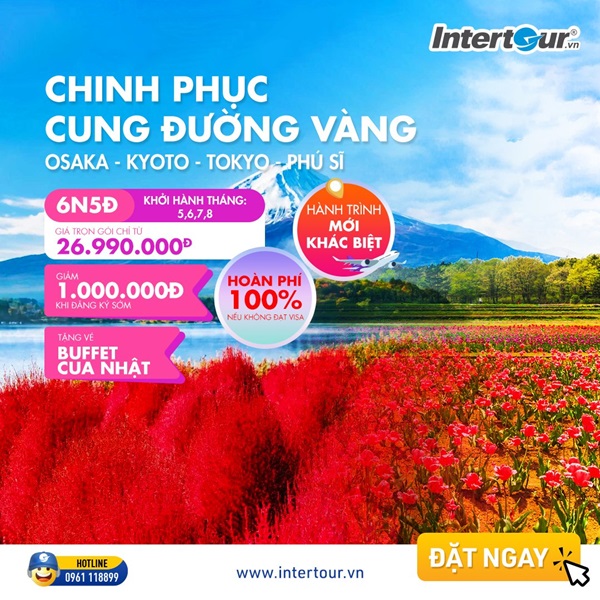 Intertour®
.vn
CHINH PHỤC
CUNG ĐƯỜNG VÀNG
OSAKA - KYOTO - TOKYO - PHÚ SĨ
6N5Đ
KHỞI HÀNH THÁNG:
5,6,7,8
GIÁ TRỌN GÓI CHỈ TỪ
26.990.000Đ
HÀNH TRÌNH
MỚI
KHÁC BIỆT
GIẢM
1.000.000Đ
KHI ĐĂNG KÝ SỚM
HOÀN PHÍ
100%
NẾU KHÔNG ĐẠT VISA
TẶNG VÉ
BUFFET
CUA NHẬT
HOTLINE
0961 118899
www.intertour.vn
ĐẶT NGAY